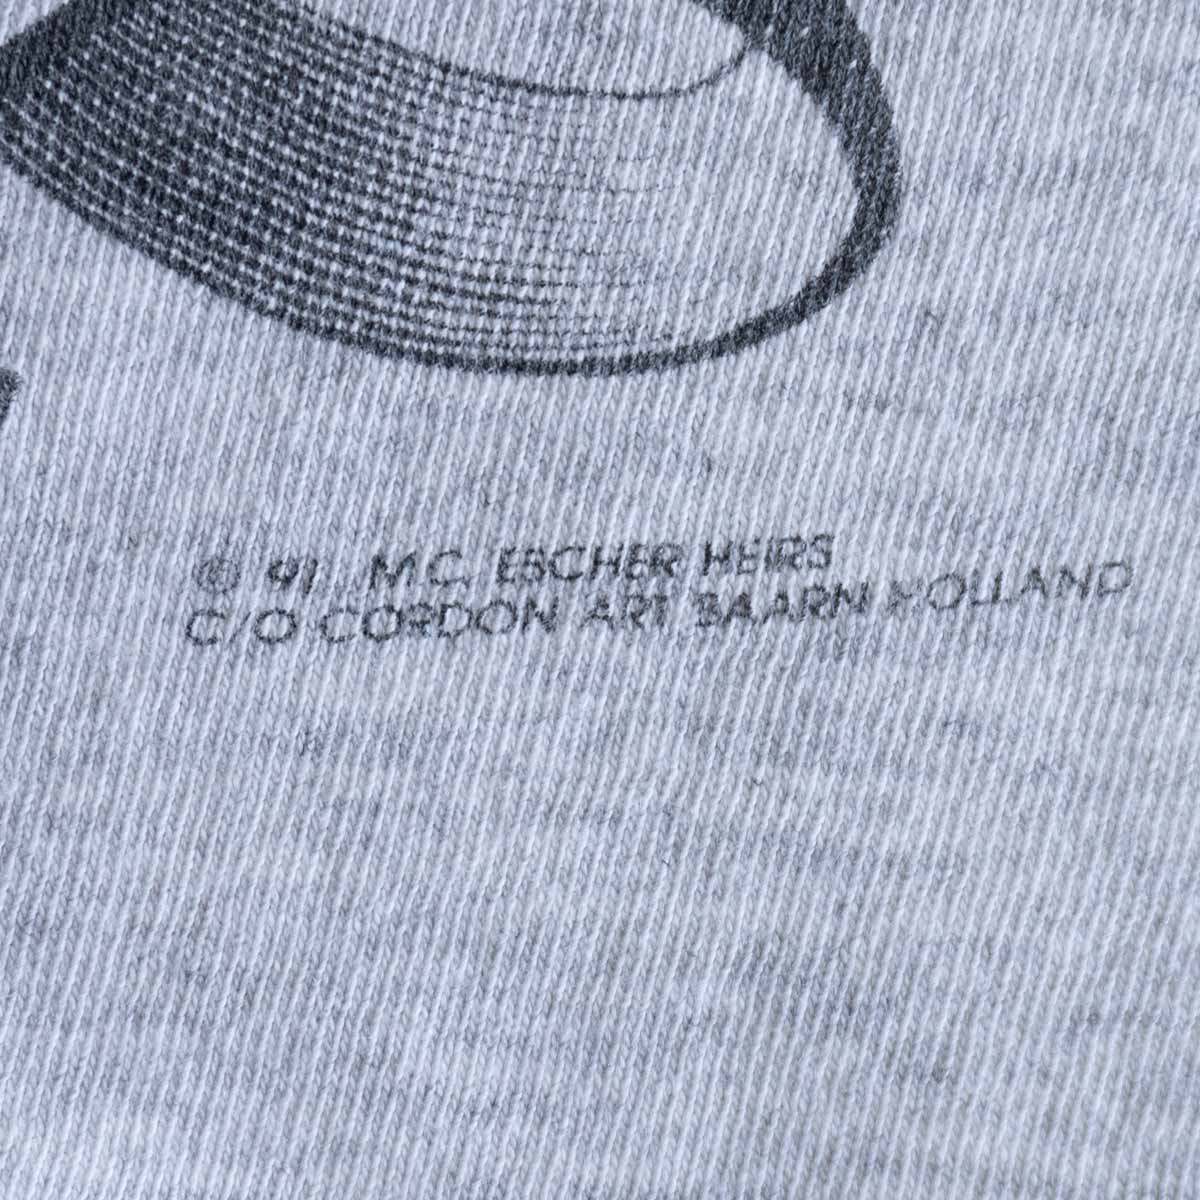 © 91 M.C. ESCHER HEIRS
C/O CORDON ART BAARN HOLLAND